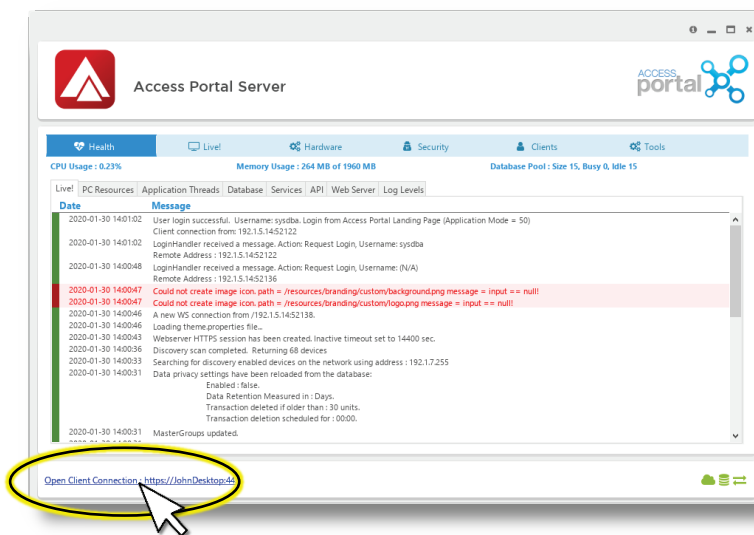 Access Portal Server
ACCESS
portal
Health Live! Hardware Security Clients Tools
CPU Usage : 0.23% Memory Usage : 264 MB of 1960 MB Database Pool : Size 15, Busy 0, Idle 15
Live! PC Resources Application Threads Database Services API Web Server Log Levels
Date Message
2020-01-30 14:01:02 User login successful. Username: sysdba. Login from Access Portal Landing Page (Application Mode = 50)
Client connection from: 192.1.5.14:52122
2020-01-30 14:01:02 LoginHandler received a message. Action: Request Login, Username: sysdba
Remote Address : 192.1.5.14:52122
2020-01-30 14:00:48 LoginHandler received a message. Action: Request Login, Username: (N/A)
Remote Address : 192.1.5.14:52136
2020-01-30 14:00:47 Could not create image icon. path = /resources/branding/custom/background.png message = input == null!
2020-01-30 14:00:47 Could not create image icon. path = /resources/branding/custom/logo.png message = input == null!
2020-01-30 14:00:46 A new WS connection from /192.1.5.14:52138.
2020-01-30 14:00:46 Loading theme.properties file...
2020-01-30 14:00:43 Webserver HTTPS session has been created. Inactive timeout set to 14400 sec.
2020-01-30 14:00:36 Discovery scan completed. Returning 68 devices
2020-01-30 14:00:33 Searching for discovery enabled devices on the network using address : 192.1.7.255
2020-01-30 14:00:31 Data privacy settings have been reloaded from the database:
Enabled : false.
Data Retention Measured in : Days.
Transaction deleted if older than : 30 units.
Transaction deletion scheduled for : 00:00.
2020-01-30 14:00:31 MasterGroups updated.
Open Client Connection : https://JohnDesktop:44